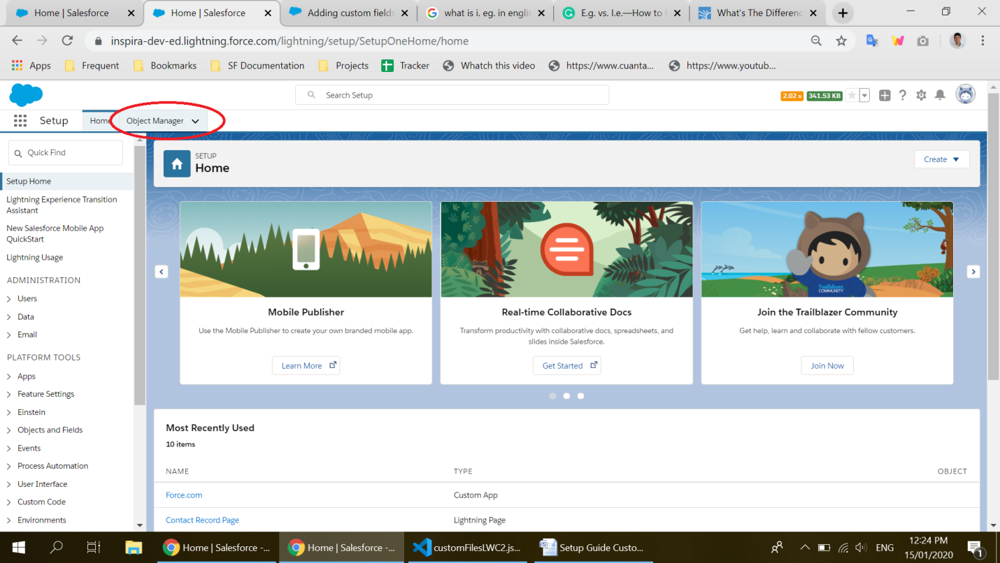 Home | Salesforce
Home | Salesforce
Adding custom fields
what is i. eg. in englis
E.g. vs. I.e.—How to
What's The Differenc
inspira-dev-ed.lightning.force.com/lightning/setup/SetupOneHome/home
Apps Frequent Bookmarks SF Documentation Projects Tracker Whatch this video https://www.cuanta... https://www.youtub...
Search Setup
2.02 s 341.53 KB
Setup Home Object Manager
Quick Find
Setup Home
Lightning Experience Transition
Assistant
New Salesforce Mobile App
QuickStart
Lightning Usage
ADMINISTRATION
Users
Data
Email
PLATFORM TOOLS
Apps
Feature Settings
Einstein
Objects and Fields
Events
Process Automation
User Interface
Custom Code
Environments
SETUP
Home
Create
Mobile Publisher
Use the Mobile Publisher to create your own branded mobile app.
Learn More
Real-time Collaborative Docs
Transform productivity with collaborative docs, spreadsheets, and
slides inside Salesforce.
Get Started
Trailblazer
COMMUNITY
Join the Trailblazer Community
Get help, learn and collaborate with fellow customers.
Join Now
Most Recently Used
10 items
NAME TYPE OBJECT
Force.com Custom App
Contact Record Page Lightning Page
Home | Salesforce -... Home | Salesforce -... customFilesLWC2.js... Setup Guide Custo...
ENG
12:24 PM
15/01/2020
1